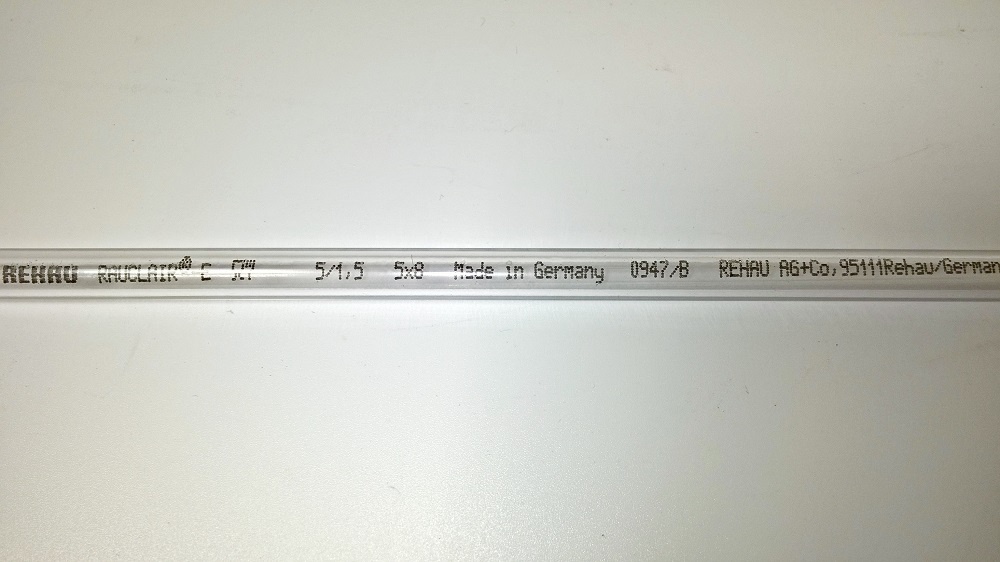 REHAU RAUCLAIR® E 5/1,5 5x8 Made in Germany 0947/B REHAU AG+Co,95111Rehau/German